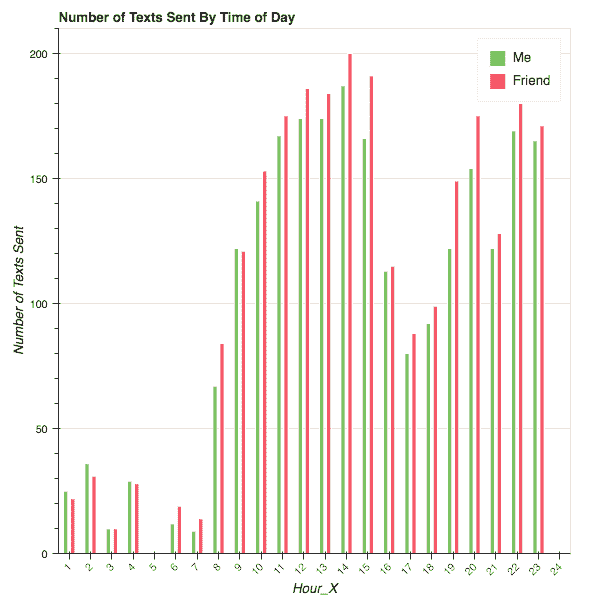 Number of Texts Sent By Time of Day
Me
Friend
Number of Texts Sent
200
150
100
50
0
1 2 3 4 5 6 7 8 9 10 11 12 13 14 15 16 17 18 19 20 21 22 23 24
Hour_X